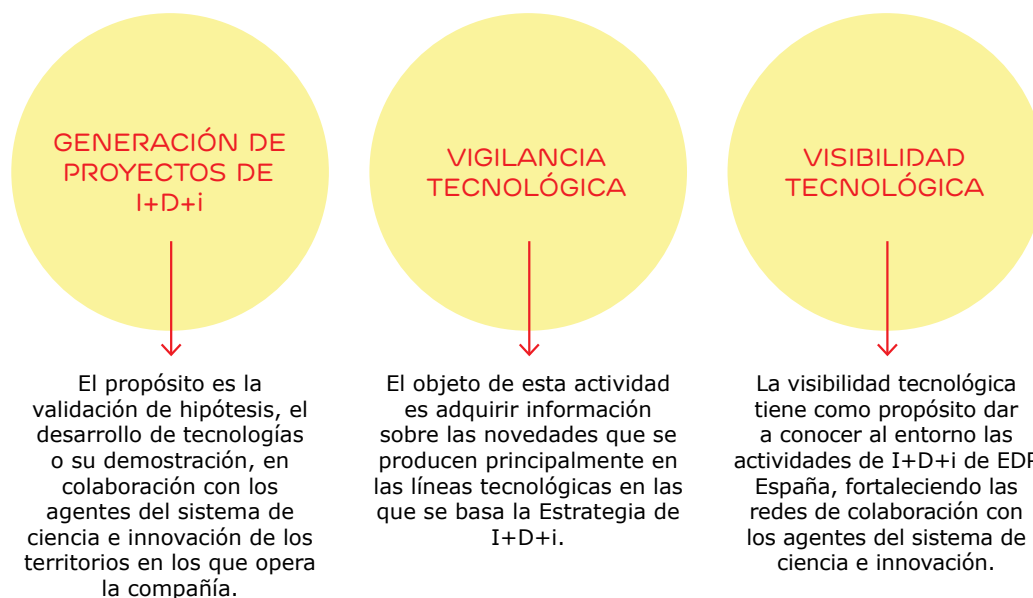 GENERACIÓN DE
PROYECTOS DE
I+D+i
El propósito es la
validación de hipótesis, el
desarrollo de tecnologías
o su demostración, en
colaboración con los
agentes del sistema de
ciencia e innovación de los
territorios en los que opera
la compañía.
VIGILANCIA
TECNOLÓGICA
El objeto de esta actividad
es adquirir información
sobre las novedades que se
producen principalmente en
las líneas tecnológicas en las
que se basa la Estrategia de
I+D+i.
VISIBILIDAD
TECNOLÓGICA
La visibilidad tecnológica
tiene como propósito dar
a conocer al entorno las
actividades de I+D+i de EDP
España, fortaleciendo las
redes de colaboración con
los agentes del sistema de
ciencia e innovación.